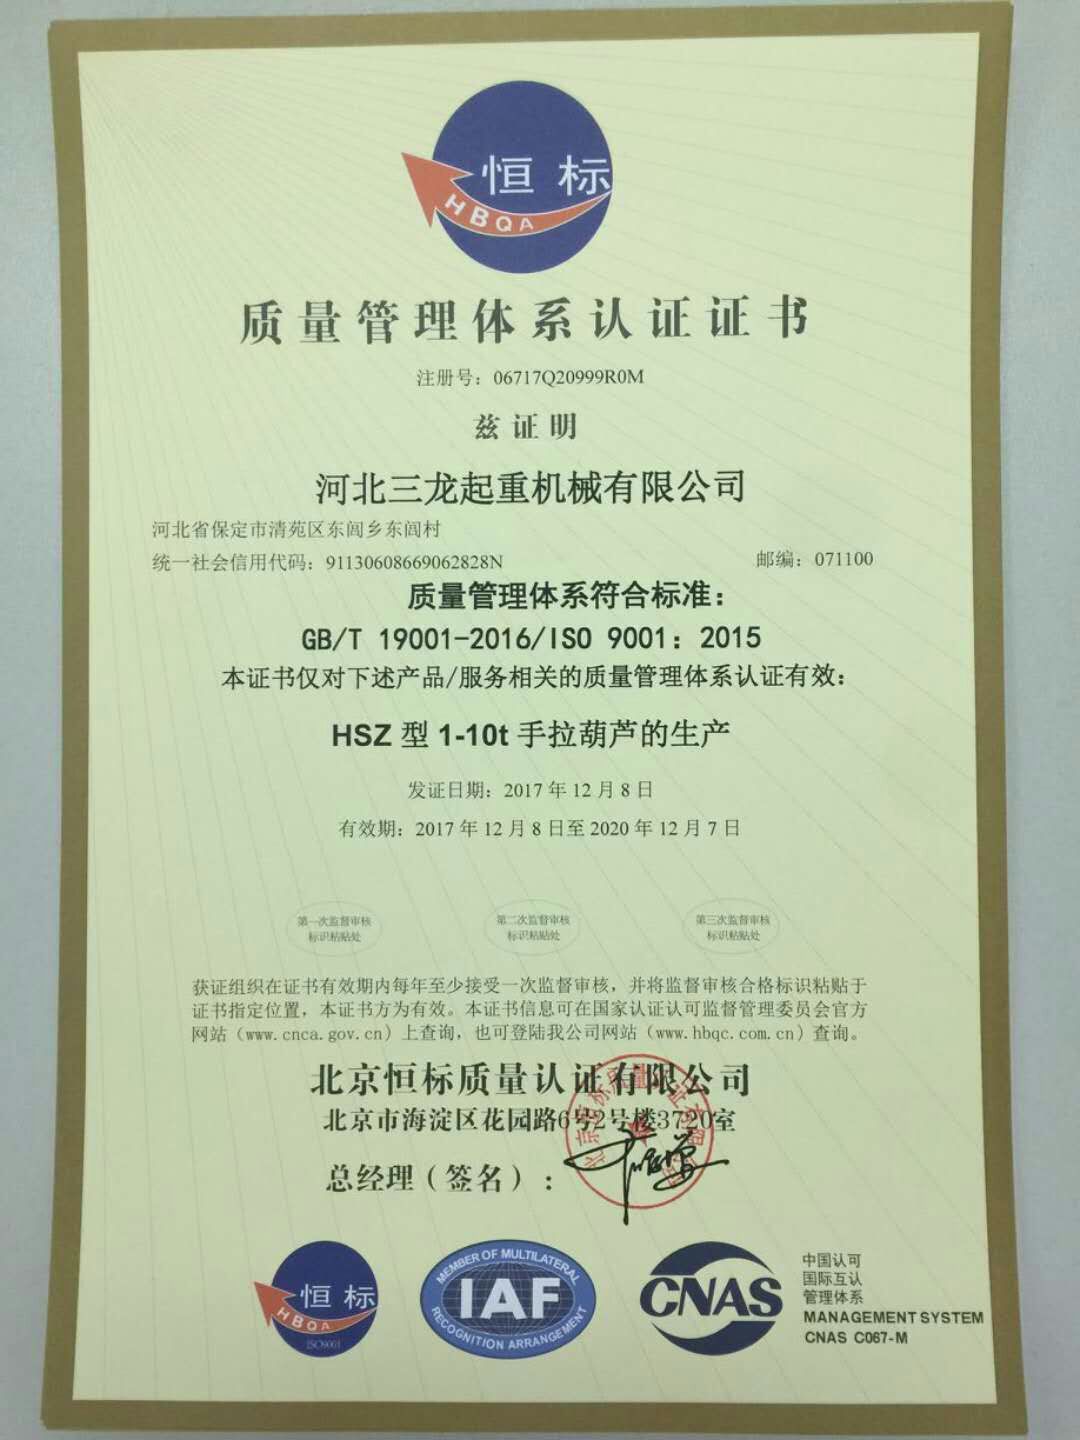 恒标
HBQA
质量管理体系认证证书
注册号：06717Q20999R0M
兹证明
河北三龙起重机械有限公司
河北省保定市清苑区东闾乡东闾村
统一社会信用代码：91130608669062828N
邮编：071100
质量管理体系符合标准：
GB/T 19001-2016/ISO 9001：2015
本证书仅对下述产品/服务相关的质量管理体系认证有效：
HSZ 型 1-10t 手拉葫芦的生产
发证日期：2017 年 12 月 8 日
有效期：2017 年 12 月 8 日至 2020 年 12 月 7 日
第一次监督审核
标识粘贴处
第二次监督审核
标识粘贴处
第三次监督审核
标识粘贴处
获证组织在证书有效期内每年至少接受一次监督审核，并将监督审核合格标识粘贴于
证书指定位置，本证书方为有效。本证书信息可在国家认证认可监督管理委员会官方
网站（www.cnca.gov.cn）上查询，也可登陆我公司网站（www.hbqc.com.cn）查询。
北京恒标质量认证有限公司
北京市海淀区花园路6号2号楼3720室
总经理（签名）：
恒标
HBQA
ISO9001
MEMBER OF MULTILATERAL
IAF
RECOGNITION ARRANGEMENT
CNAS
中国认可
国际互认
管理体系
MANAGEMENT SYSTEM
CNAS C067-M